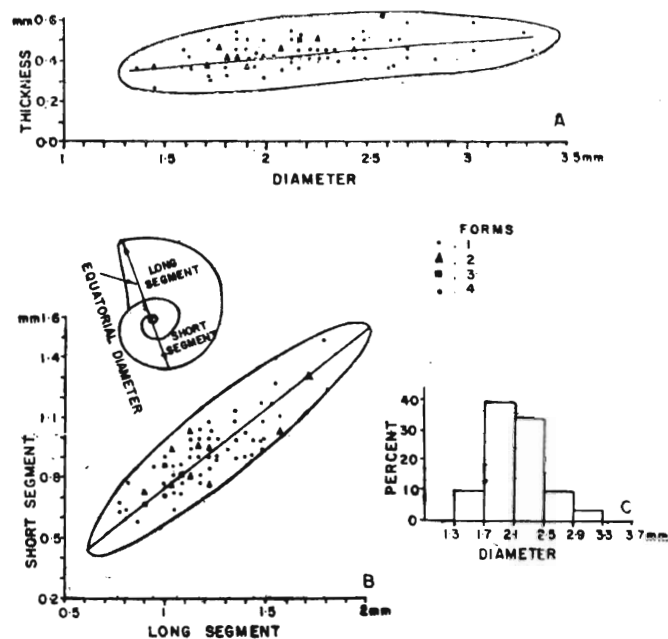 mm 0·6
0·4
0·2
0·0
THICKNESS
1 1·5 2 2·5 3 3·5mm
DIAMETER
A
FORMS
. 1
▲ . 2
■ . 3
. 4
LONG SEGMENT
SHORT SEGMENT
EQUATORIAL DIAMETER
mm 1·6
1·4
1·1
0·8
0·5
0·2
SHORT SEGMENT
0·5 1 1·5 2mm
LONG SEGMENT
B
40
30
20
10
0
PERCENT
1·3 1·7 2·1 2·5 2·9 3·3 3·7mm
DIAMETER
C